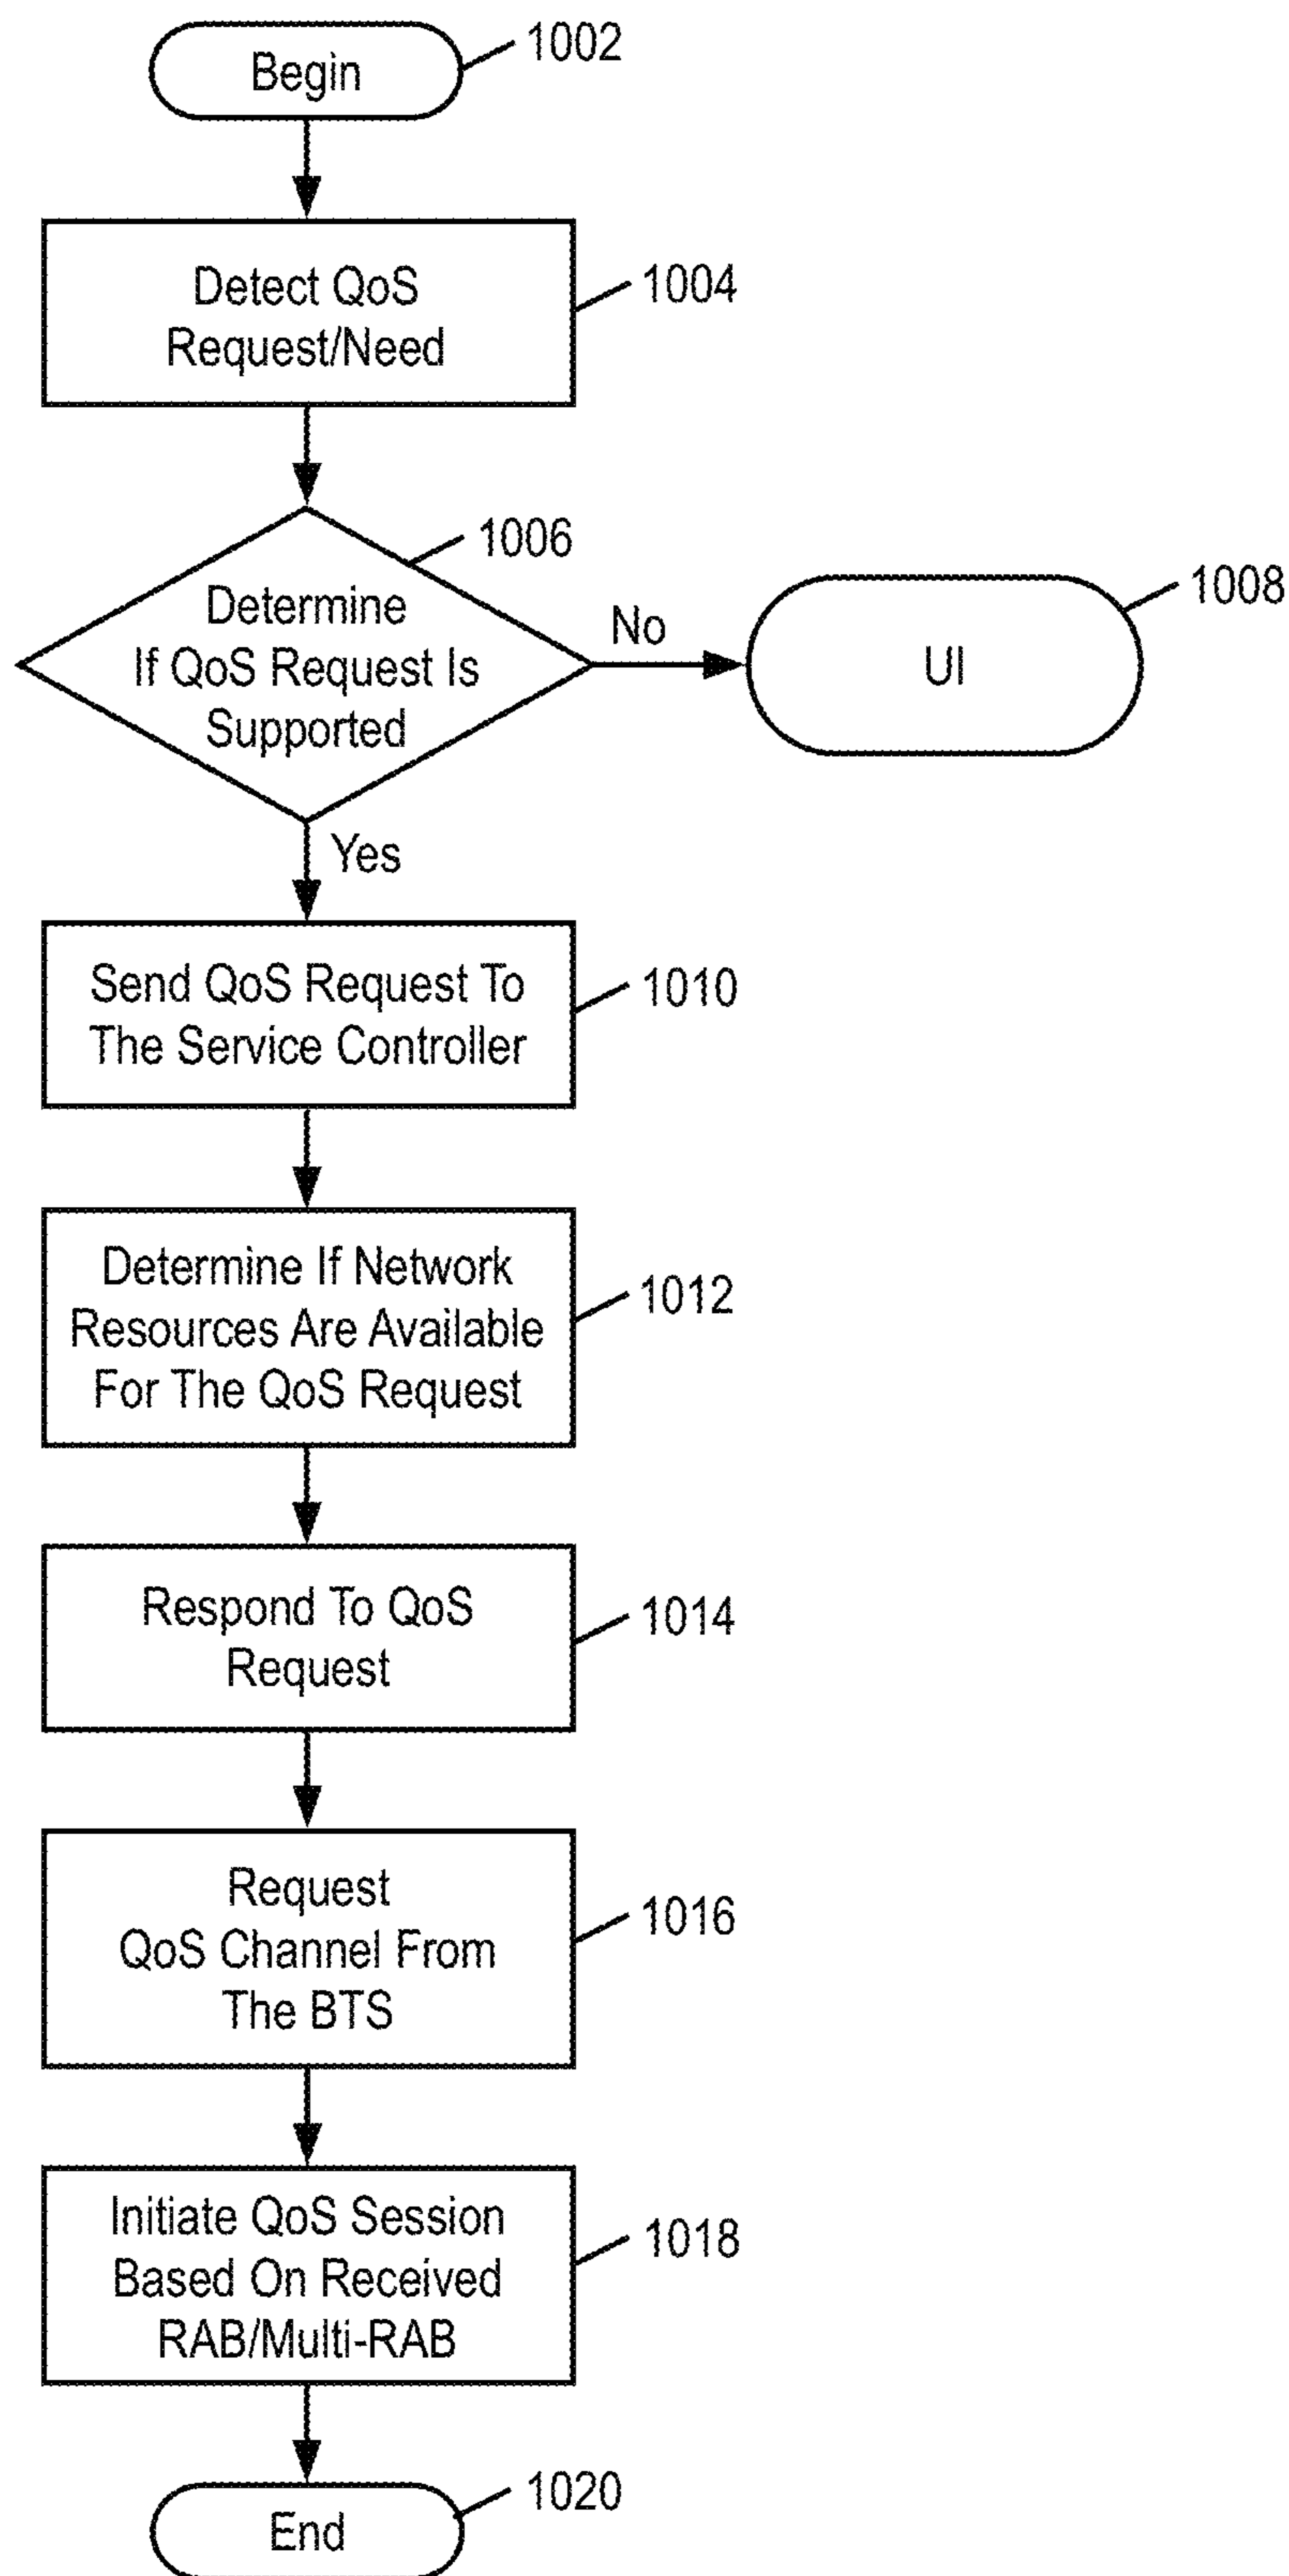 Begin
1002
Detect QoS
Request/Need
1004
1006
Determine
If QoS Request Is
Supported
No
UI
1008
Yes
Send QoS Request To
The Service Controller
1010
Determine If Network
Resources Are Available
For The QoS Request
1012
Respond To QoS
Request
1014
Request
QoS Channel From
The BTS
1016
Initiate QoS Session
Based On Received
RAB/Multi-RAB
1018
End
1020